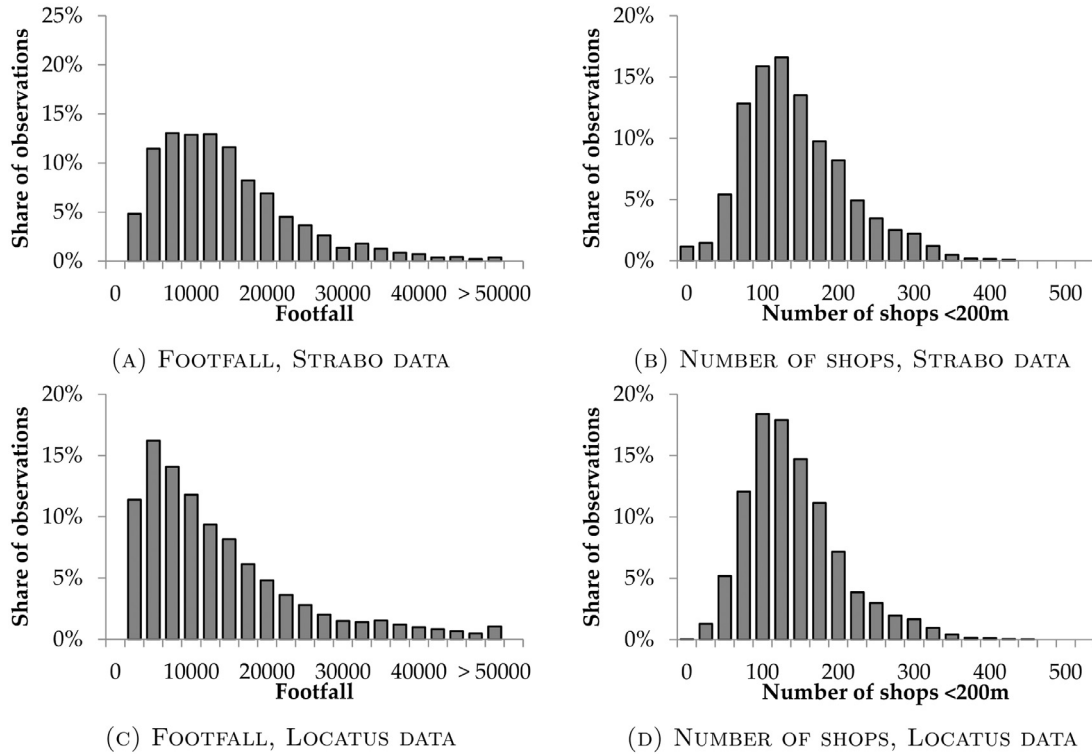 25%
20%
15%
10%
5%
0%
Share of observations
0 10000 20000 30000 40000 > 50000
Footfall
(A) FOOTFALL, STRABO DATA
20%
15%
10%
5%
0%
Share of observations
0 100 200 300 400 500
Number of shops <200m
(B) NUMBER OF SHOPS, STRABO DATA
20%
15%
10%
5%
0%
Share of observations
0 10000 20000 30000 40000 > 50000
Footfall
(C) FOOTFALL, LOCATUS DATA
20%
15%
10%
5%
0%
Share of observations
0 100 200 300 400 500
Number of shops <200m
(D) NUMBER OF SHOPS, LOCATUS DATA